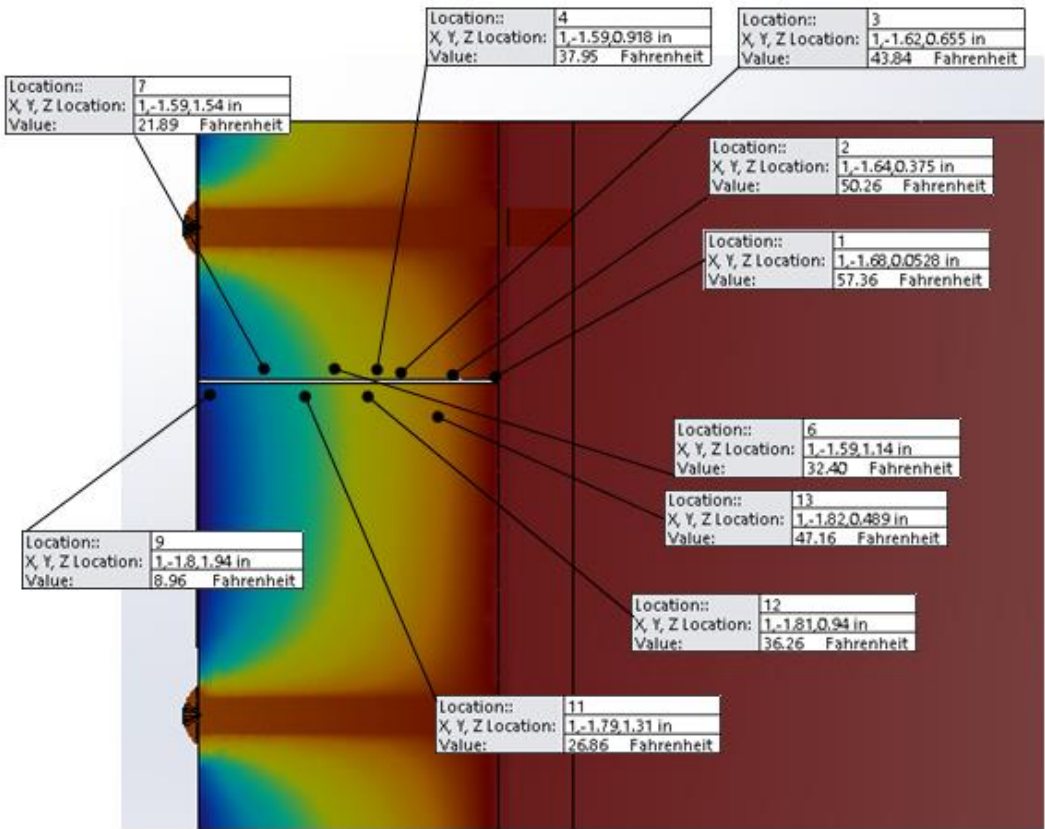 Location:: 4
X, Y, Z Location: 1,-1.59,0.918 in
Value: 37.95 Fahrenheit
Location:: 3
X, Y, Z Location: 1,-1.62,0.655 in
Value: 43.84 Fahrenheit
Location:: 7
X, Y, Z Location: 1,-1.59,1.54 in
Value: 21.89 Fahrenheit
Location:: 2
X, Y, Z Location: 1,-1.64,0.375 in
Value: 50.26 Fahrenheit
Location:: 1
X, Y, Z Location: 1,-1.68,0.0528 in
Value: 57.36 Fahrenheit
Location:: 6
X, Y, Z Location: 1,-1.59,1.14 in
Value: 32.40 Fahrenheit
Location:: 13
X, Y, Z Location: 1,-1.82,0.489 in
Value: 47.16 Fahrenheit
Location:: 9
X, Y, Z Location: 1,-1.8,1.94 in
Value: 8.96 Fahrenheit
Location:: 12
X, Y, Z Location: 1,-1.81,0.94 in
Value: 36.26 Fahrenheit
Location:: 11
X, Y, Z Location: 1,-1.79,1.31 in
Value: 26.86 Fahrenheit